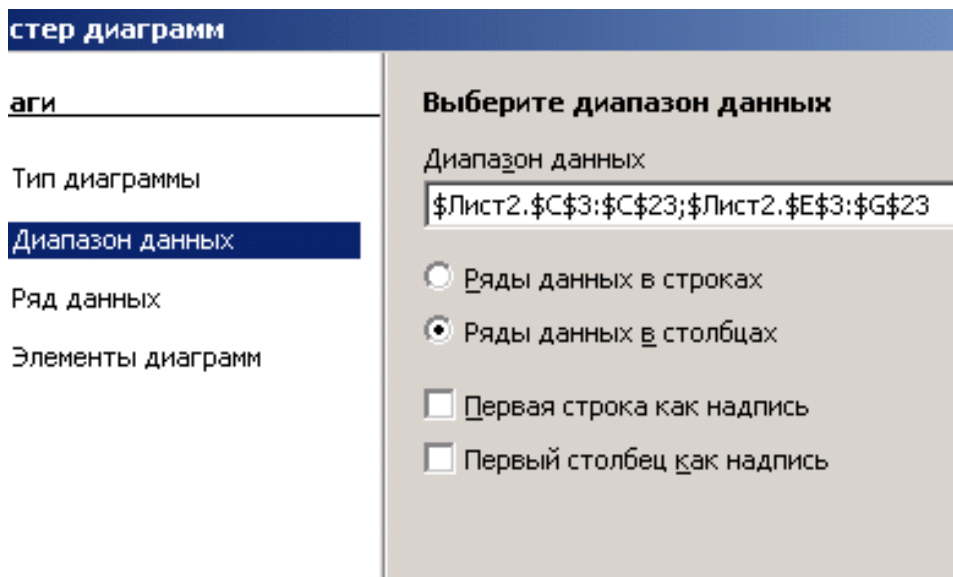 стер диаграмм
аги
Тип диаграммы
Диапазон данных
Ряд данных
Элементы диаграмм
Выберите диапазон данных
Диапазон данных
$Лист2.$C$3:$C$23;$Лист2.$E$3:$G$23
Ряды данных в строках
Ряды данных в столбцах
Первая строка как надпись
Первый столбец как надпись